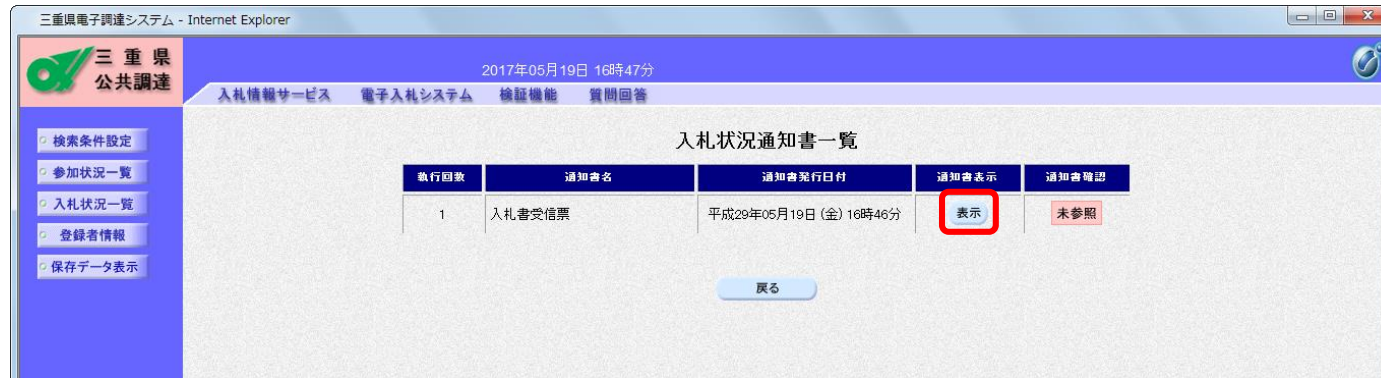 三重県電子調達システム - Internet Explorer
三重県
公共調達
2017年05月19日 16時47分
入札情報サービス 電子入札システム 検証機能 質問回答
検索条件設定
参加状況一覧
入札状況一覧
登録者情報
保存データ表示
入札状況通知書一覧
執行回数 通知書名 通知書発行日付 通知書表示 通知書確認
1 入札書受信票 平成29年05月19日 (金) 16時46分 表示 未参照
戻る